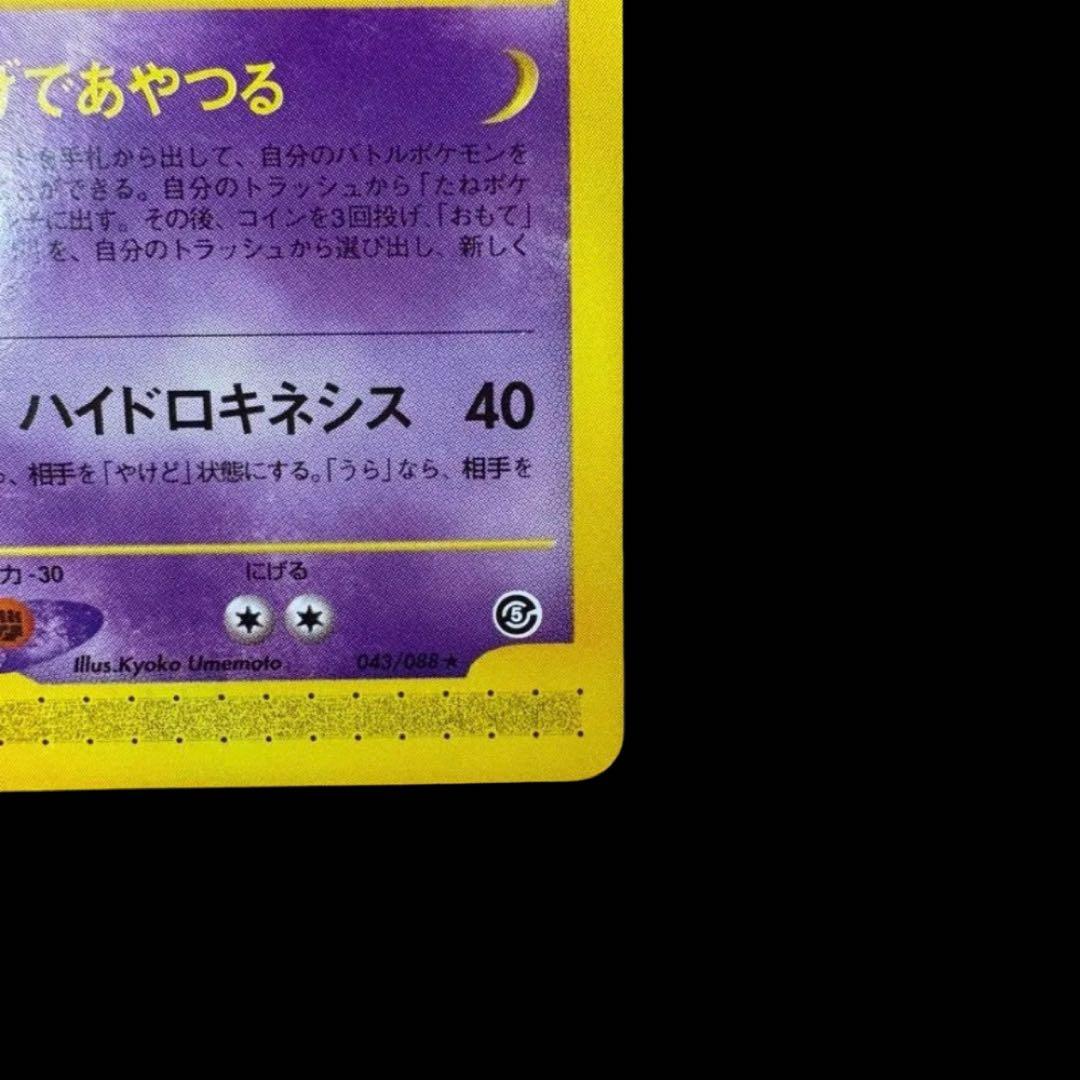 であやつる
を手札から出して、自分のバトルポケモンを
ができる。自分のトラッシュから「たねポケ
に出す。その後、コインを3回投げ、「おもて」
を、自分のトラッシュから選び出し、新しく
ハイドロキネシス 40
、相手を「やけど」状態にする。「うら」なら、相手を
力 -30
にげる
5
Illus.Kyoko Umemoto 043/088★